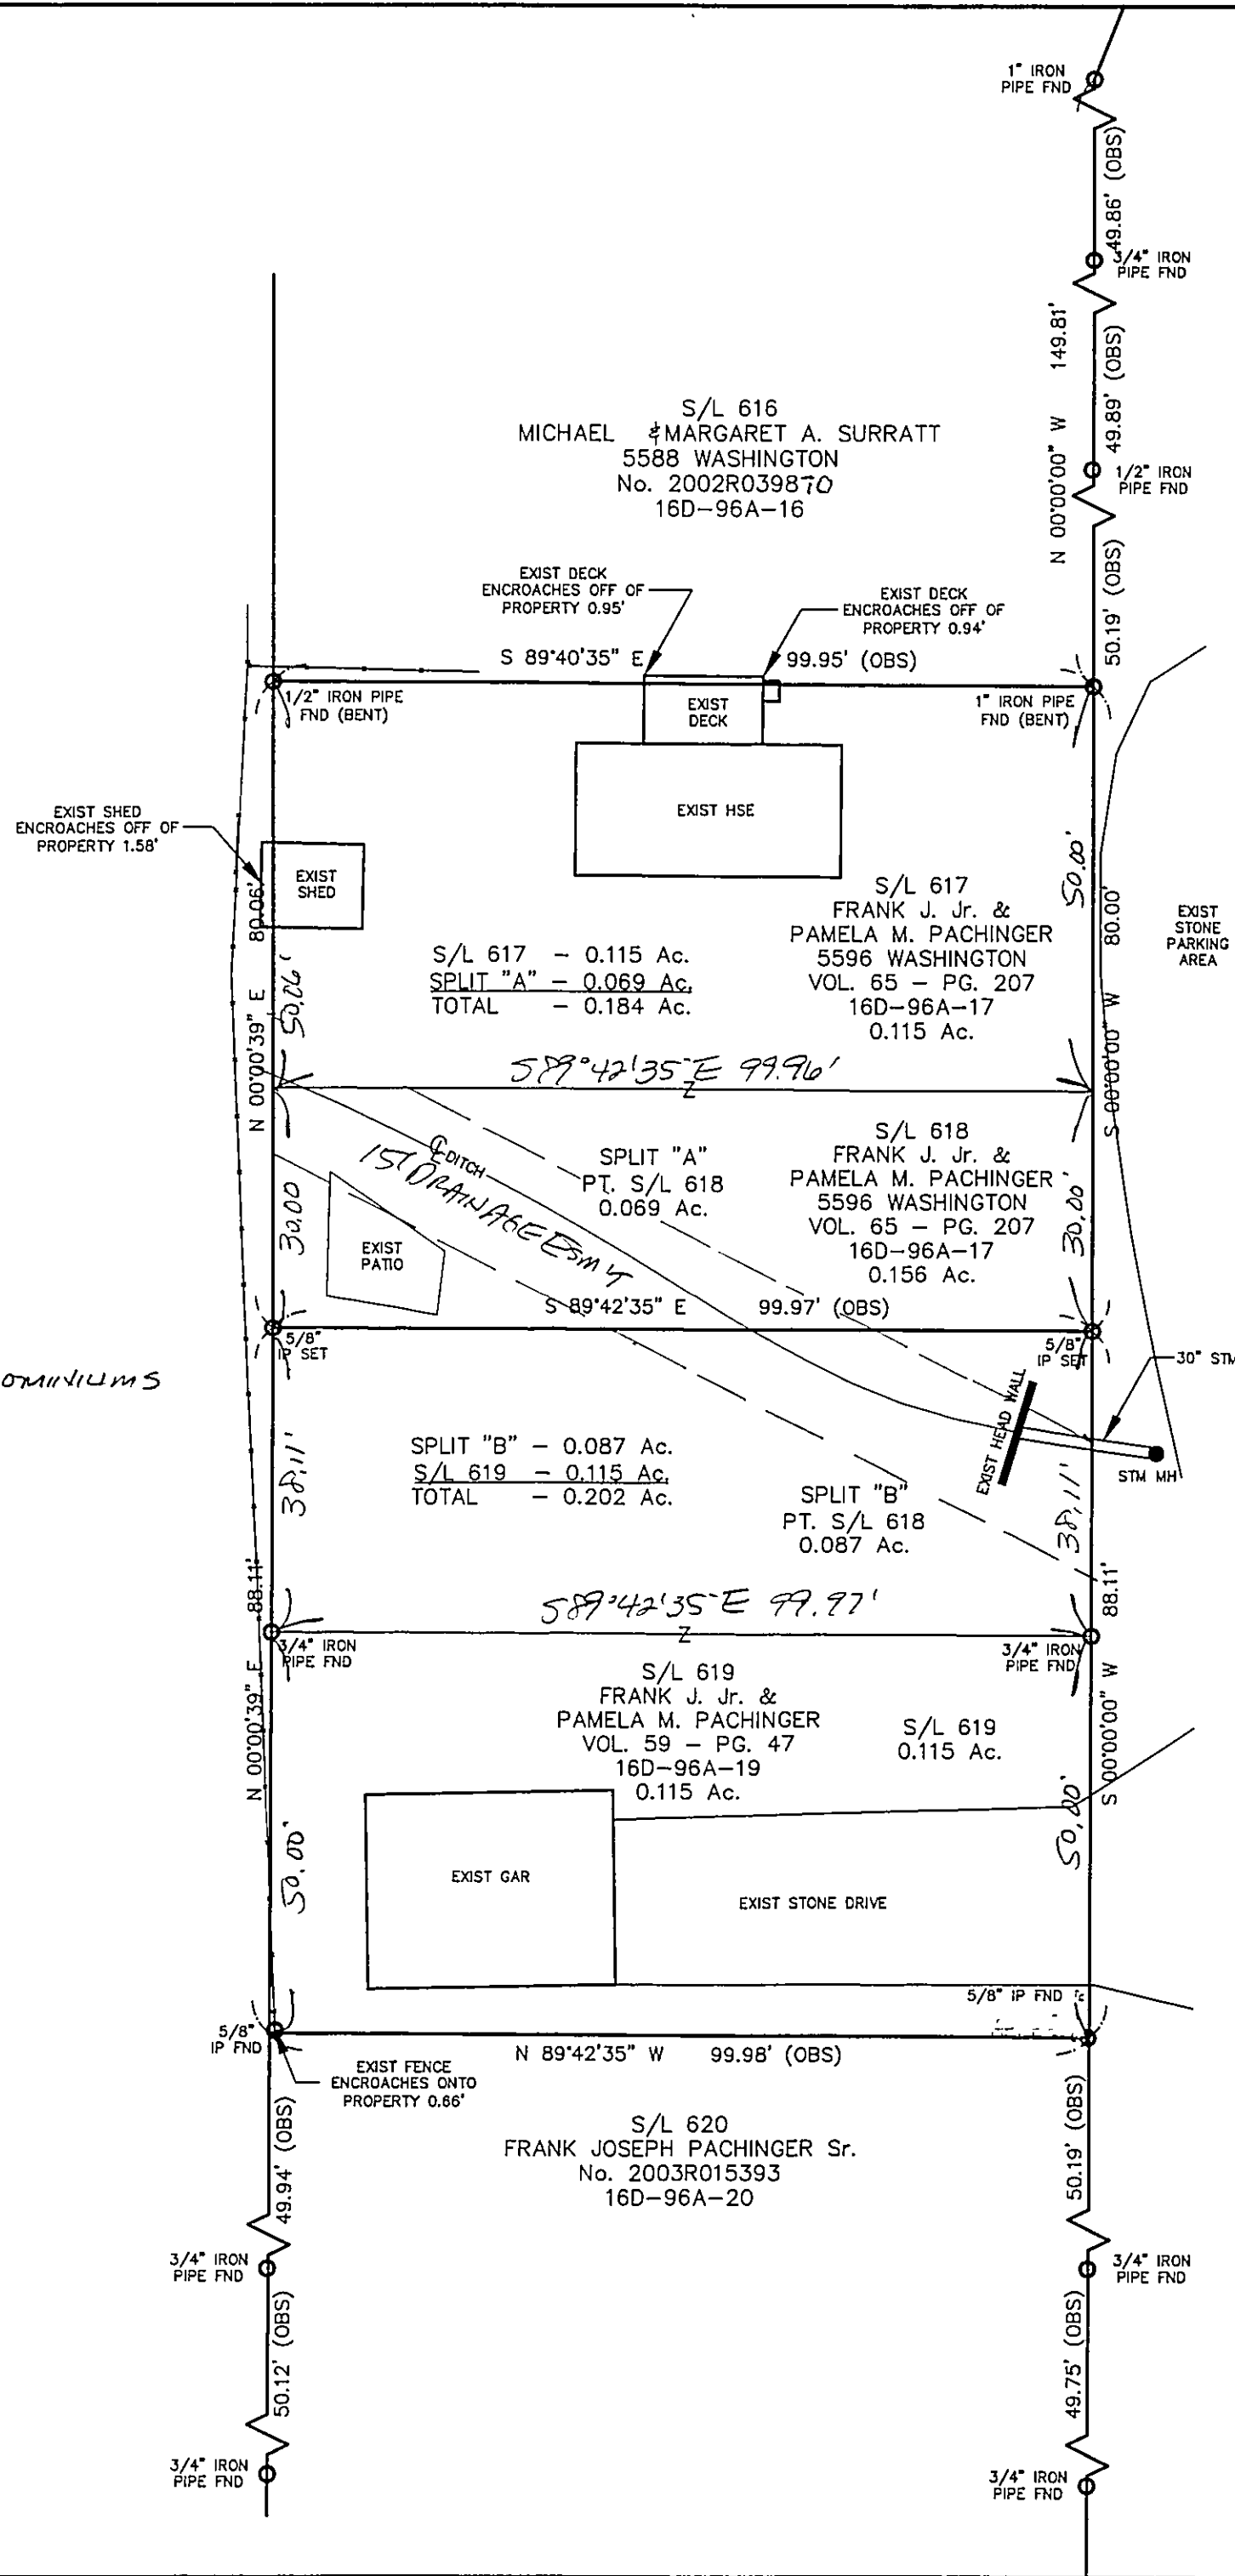 1" IRON
PIPE FND
49.86' (OBS)
3/4" IRON
PIPE FND
149.81'
N 00°00'00" W
49.89' (OBS)
1/2" IRON
PIPE FND
50.19' (OBS)
S/L 616
MICHAEL & MARGARET A. SURRATT
5588 WASHINGTON
No. 2002R039870
16D-96A-16
EXIST DECK
ENCROACHES OFF OF
PROPERTY 0.95'
EXIST DECK
ENCROACHES OFF OF
PROPERTY 0.94'
S 89°40'35" E 99.95' (OBS)
1/2" IRON PIPE
FND (BENT)
EXIST
DECK
1" IRON PIPE
FND (BENT)
EXIST HSE
EXIST SHED
ENCROACHES OFF OF
PROPERTY 1.58'
EXIST
SHED
N 00°00'39" E 80.06'
50.06'
50.00'
S 00°00'00" W 80.00'
EXIST
STONE
PARKING
AREA
S/L 617
FRANK J. Jr. &
PAMELA M. PACHINGER
5596 WASHINGTON
VOL. 65 - PG. 207
16D-96A-17
0.115 Ac.
S/L 617 - 0.115 Ac.
SPLIT "A" - 0.069 Ac.
TOTAL - 0.184 Ac.
S89°42'35"E 99.96'
Z
℄ DITCH
15' DRAINAGE ESMT
SPLIT "A"
PT. S/L 618
0.069 Ac.
S/L 618
FRANK J. Jr. &
PAMELA M. PACHINGER
5596 WASHINGTON
VOL. 65 - PG. 207
16D-96A-17
0.156 Ac.
30.00
30.00'
EXIST
PATIO
S 89°42'35" E 99.97' (OBS)
5/8"
IP SET
5/8"
IP SET
30" STM
EXIST HEAD WALL
STM MH
OMINIUMS
38.11'
38.11'
SPLIT "B" - 0.087 Ac.
S/L 619 - 0.115 Ac.
TOTAL - 0.202 Ac.
SPLIT "B"
PT. S/L 618
0.087 Ac.
N 00°00'39" E 88.11'
S 00°00'00" W 88.11'
S89°42'35"E 99.97'
Z
3/4" IRON
PIPE FND
3/4" IRON
PIPE FND
S/L 619
FRANK J. Jr. &
PAMELA M. PACHINGER
VOL. 59 - PG. 47
16D-96A-19
0.115 Ac.
S/L 619
0.115 Ac.
50.00'
50.00'
EXIST GAR
EXIST STONE DRIVE
5/8" IP FND
5/8"
IP FND
N 89°42'35" W 99.98' (OBS)
EXIST FENCE
ENCROACHES ONTO
PROPERTY 0.66'
S/L 620
FRANK JOSEPH PACHINGER Sr.
No. 2003R015393
16D-96A-20
49.94' (OBS)
50.19' (OBS)
3/4" IRON
PIPE FND
3/4" IRON
PIPE FND
50.12' (OBS)
49.75' (OBS)
3/4" IRON
PIPE FND
3/4" IRON
PIPE FND